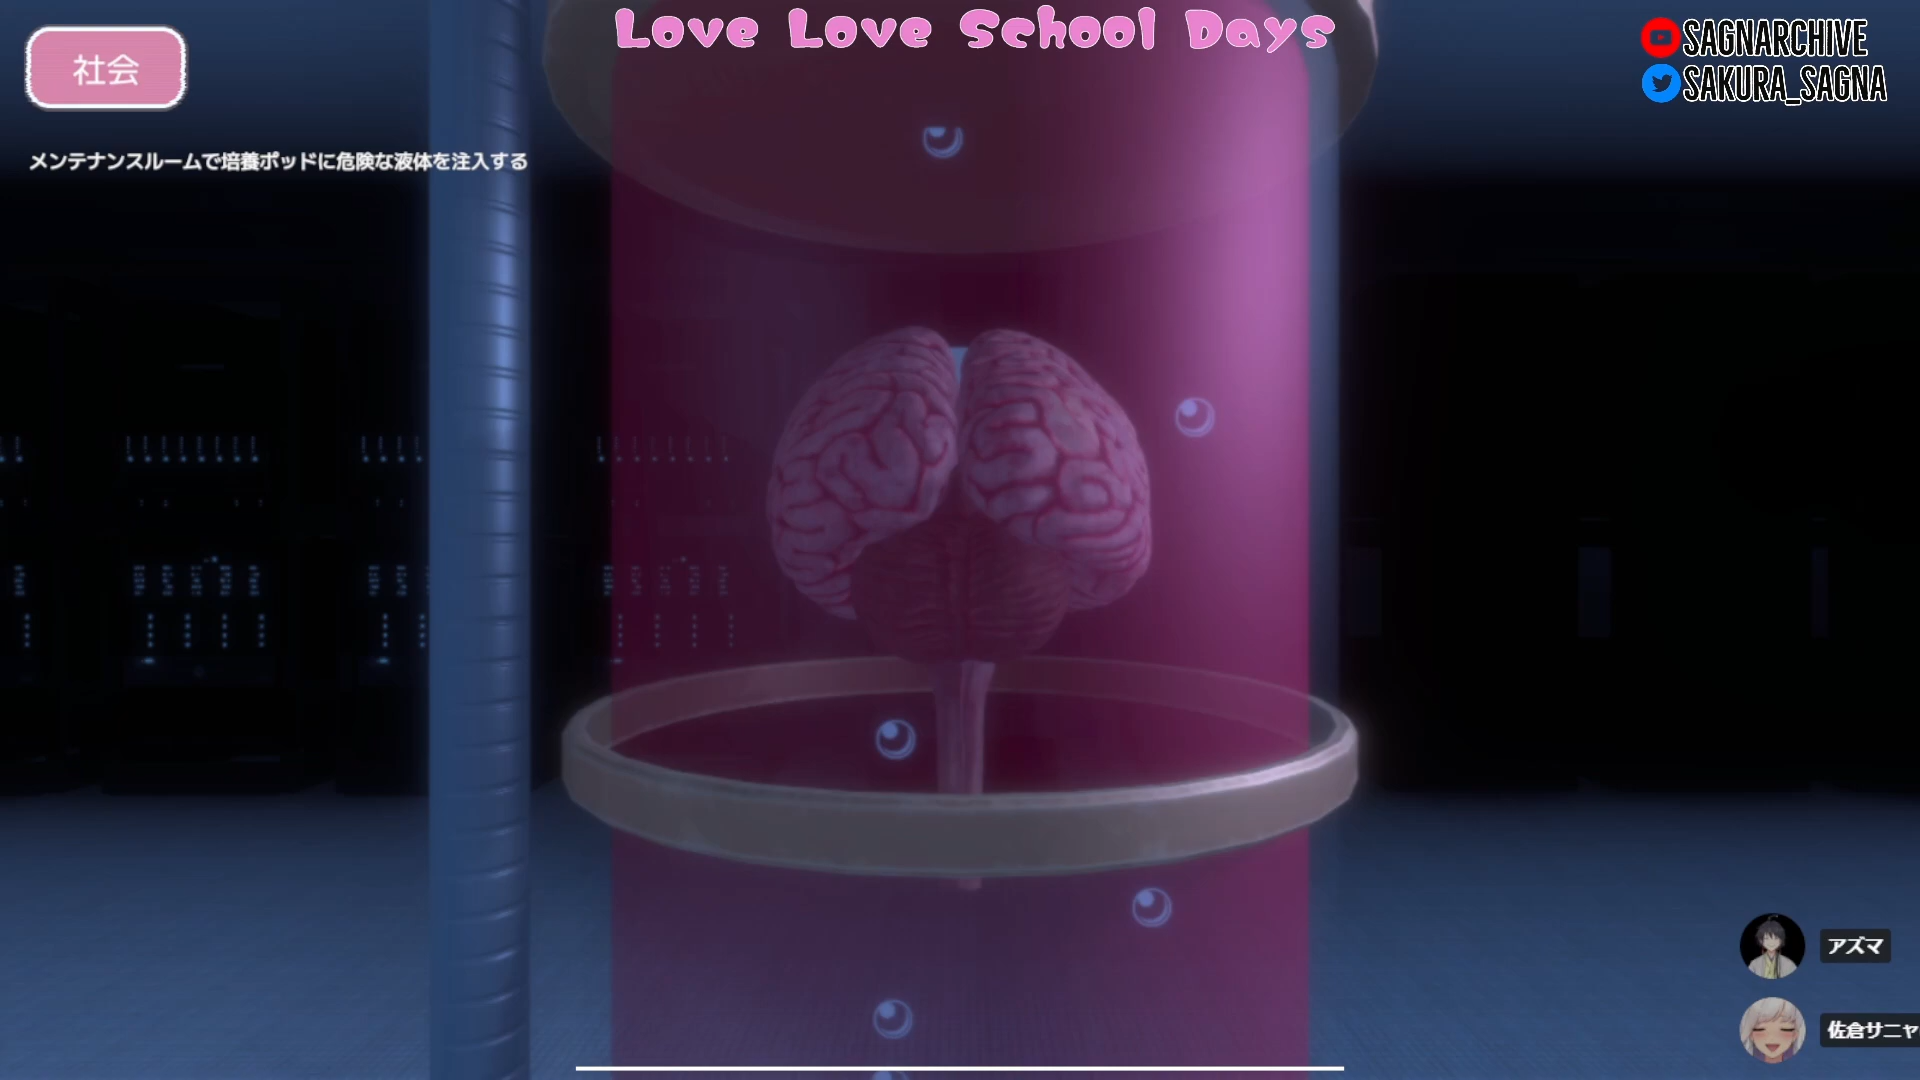 Love Love School Days
社会
SAGNARCHIVE
SAKURA_SAGNA
メンテナンスルームで培養ポッドに危険な液体を注入する
アズマ
佐倉サニャ